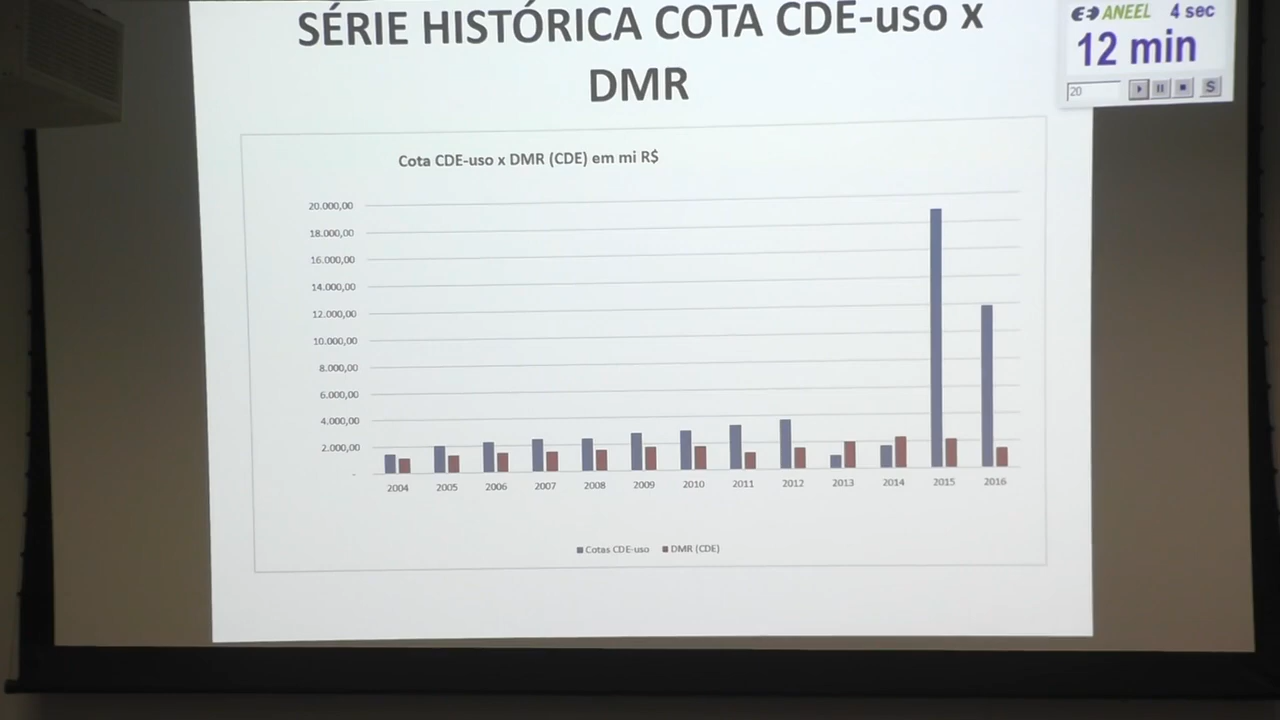 SÉRIE HISTÓRICA COTA CDE-uso x
DMR
ANEEL 4 sec
12 min
20
S
Cota CDE-uso x DMR (CDE) em mi R$
20.000,00
18.000,00
16.000,00
14.000,00
12.000,00
10.000,00
8.000,00
6.000,00
4.000,00
2.000,00
-
2004 2005 2006 2007 2008 2009 2010 2011 2012 2013 2014 2015 2016
Cotas CDE-uso DMR (CDE)